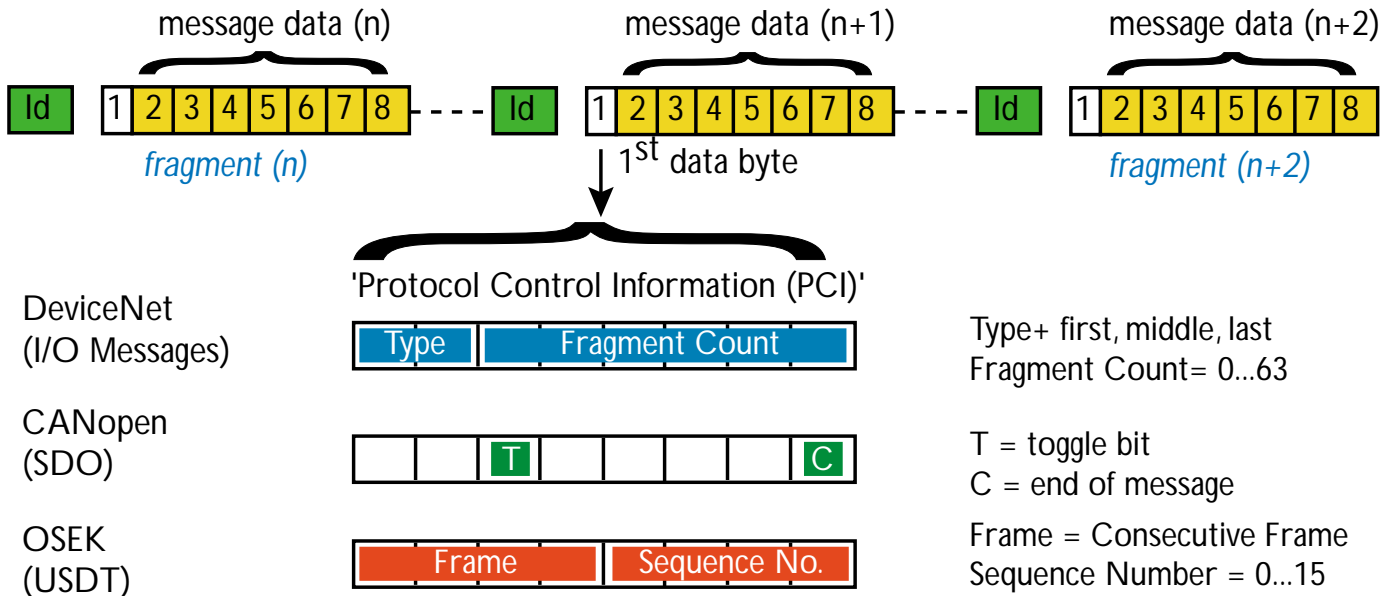 message data (n)
message data (n+1)
message data (n+2)
Id 1 2 3 4 5 6 7 8 Id 1 2 3 4 5 6 7 8 Id 1 2 3 4 5 6 7 8
fragment (n)
1st data byte
fragment (n+2)
'Protocol Control Information (PCI)'
DeviceNet
(I/O Messages)
Type Fragment Count
Type+ first, middle, last
Fragment Count= 0...63
CANopen
(SDO)
T C
T = toggle bit
C = end of message
OSEK
(USDT)
Frame Sequence No.
Frame = Consecutive Frame
Sequence Number = 0...15